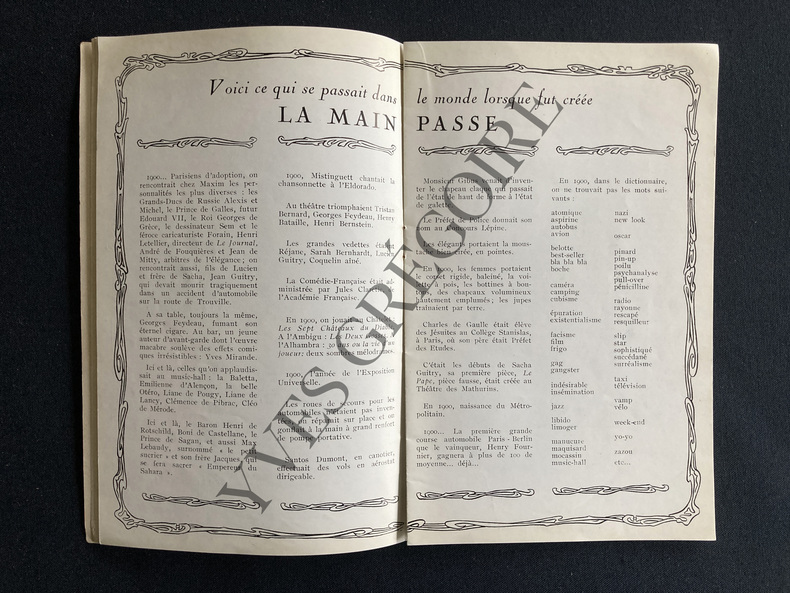 Voici ce qui se passait dans le monde lorsque fut créée
LA MAIN PASSE
1900... Parisiens d'adoption, on
rencontrait chez Maxim les per-
sonnalités les plus diverses : les
Grands-Ducs de Russie Alexis et
Michel, le Prince de Galles, futur
Edouard VII, le Roi Georges de
Grèce, le dessinateur Sem et le
féroce caricaturiste Forain, Henri
Letellier, directeur de Le Journal,
André de Fouquières et Jean de
Mitty, arbitres de l'élégance ; on
rencontrait aussi, fils de Lucien
et frère de Sacha, Jean Guitry,
qui devait mourir tragiquement
dans un accident d'automobile
sur la route de Trouville.
A sa table, toujours la même,
Georges Feydeau, fumant son
éternel cigare. Au bar, un jeune
auteur d'avant-garde dont l'œuvre
macabre soulève des effets comi-
ques irrésistibles : Yves Mirande.
Ici et là, celles qu'on applaudis-
sait au music-hall : la Baletta,
Emilienne d'Alençon, la belle
Otéro, Liane de Pougy, Liane de
Lancy, Clémence de Pibrac, Cléo
de Mérode.
Ici et là, le Baron Henri de
Rotschild, Boni de Castellane, le
Prince de Sagan, et aussi Max
Lebaudy, surnommé « le petit
sucrier » et son frère Jacques, qui
se fera sacrer « Empereur du
Sahara ».
1900, Mistinguett chantait la
chansonnette à l'Eldorado.
Au théâtre triomphaient Tristan
Bernard, Georges Feydeau, Henry
Bataille, Henri Bernstein.
Les grandes vedettes étaient
Réjane, Sarah Bernhardt, Lucien
Guitry, Coquelin aîné.
La Comédie-Française était ad-
ministrée par Jules Claretie, de
l'Académie Française.
En 1900, on jouait au Châtelet
Les Sept Châteaux du Diable.
A l'Ambigu : Les Deux
l'Alhambra : 30 ans ou la vie d'un
joueur: deux sombres mélodrames.
1900, l'année de l'Exposition
Universelle.
Les roues de secours pour les
automobiles n'étaient pas inven-
on réparait sur place et on
gonflait à la main à grand renfort
de pompe portative.
Santos Dumont, en canotier,
effectuait des vols en aérostat
dirigeable.
Monsieur Gibus venait d'inven-
ter le chapeau claque qui passait
de l'état de haut de forme à l'état
de galette.
Le Préfet de Police donnait son
nom au Concours Lépine.
Les élégants portaient la mous-
tache bien cirée, eu pointes.
En 1900, les femmes portaient
le corset rigide, baleiné, la voi-
lette à pois, les bottines à bou-
tons, des chapeaux volumineux
hautement emplumés ; les jupes
traînaient par terre.
Charles de Gaulle était élève
des Jésuites au Collège Stanislas,
à Paris, où son père était Préfet
des Etudes.
C'était les débuts de Sacha
Guitry, sa première pièce, Le
Page, pièce fausse, était créée au
Théâtre des Mathurins.
En 1900, naissance du Métro-
politain.
1900... La première grande
course automobile Paris-Berlin
que le vainqueur, Henry Four-
nier, gagnera à plus de 100 de
moyenne... déjà...
En 1900, dans le dictionnaire,
on ne trouvait pas les mots sui-
vants :
atomique
aspirine
autobus
avion
belotte
best-seller
bla bla bla
boche
caméra
camping
cubisme
épuration
existentialisme
facisme
film
frigo
gag
gangster
indésirable
insémination
jazz
libido
limoger
manucure
maquisard
mocassin
music-hall
nazi
new look
oscar
pinard
pin-up
poilu
psychanalyse
pull-over
pénicilline
radio
rayonne
rescapé
resquilleur
slip
star
sophistiqué
succédané
surréalisme
taxi
télévision
vamp
vélo
week-end
yo-yo
zazou
etc...
YVES GRÉGOIRE